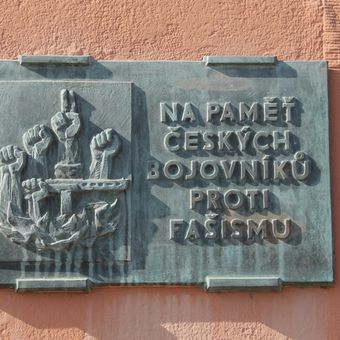 NA PAMĚŤ
ČESKÝCH
BOJOVNÍKŮ
PROTI
FAŠISMU